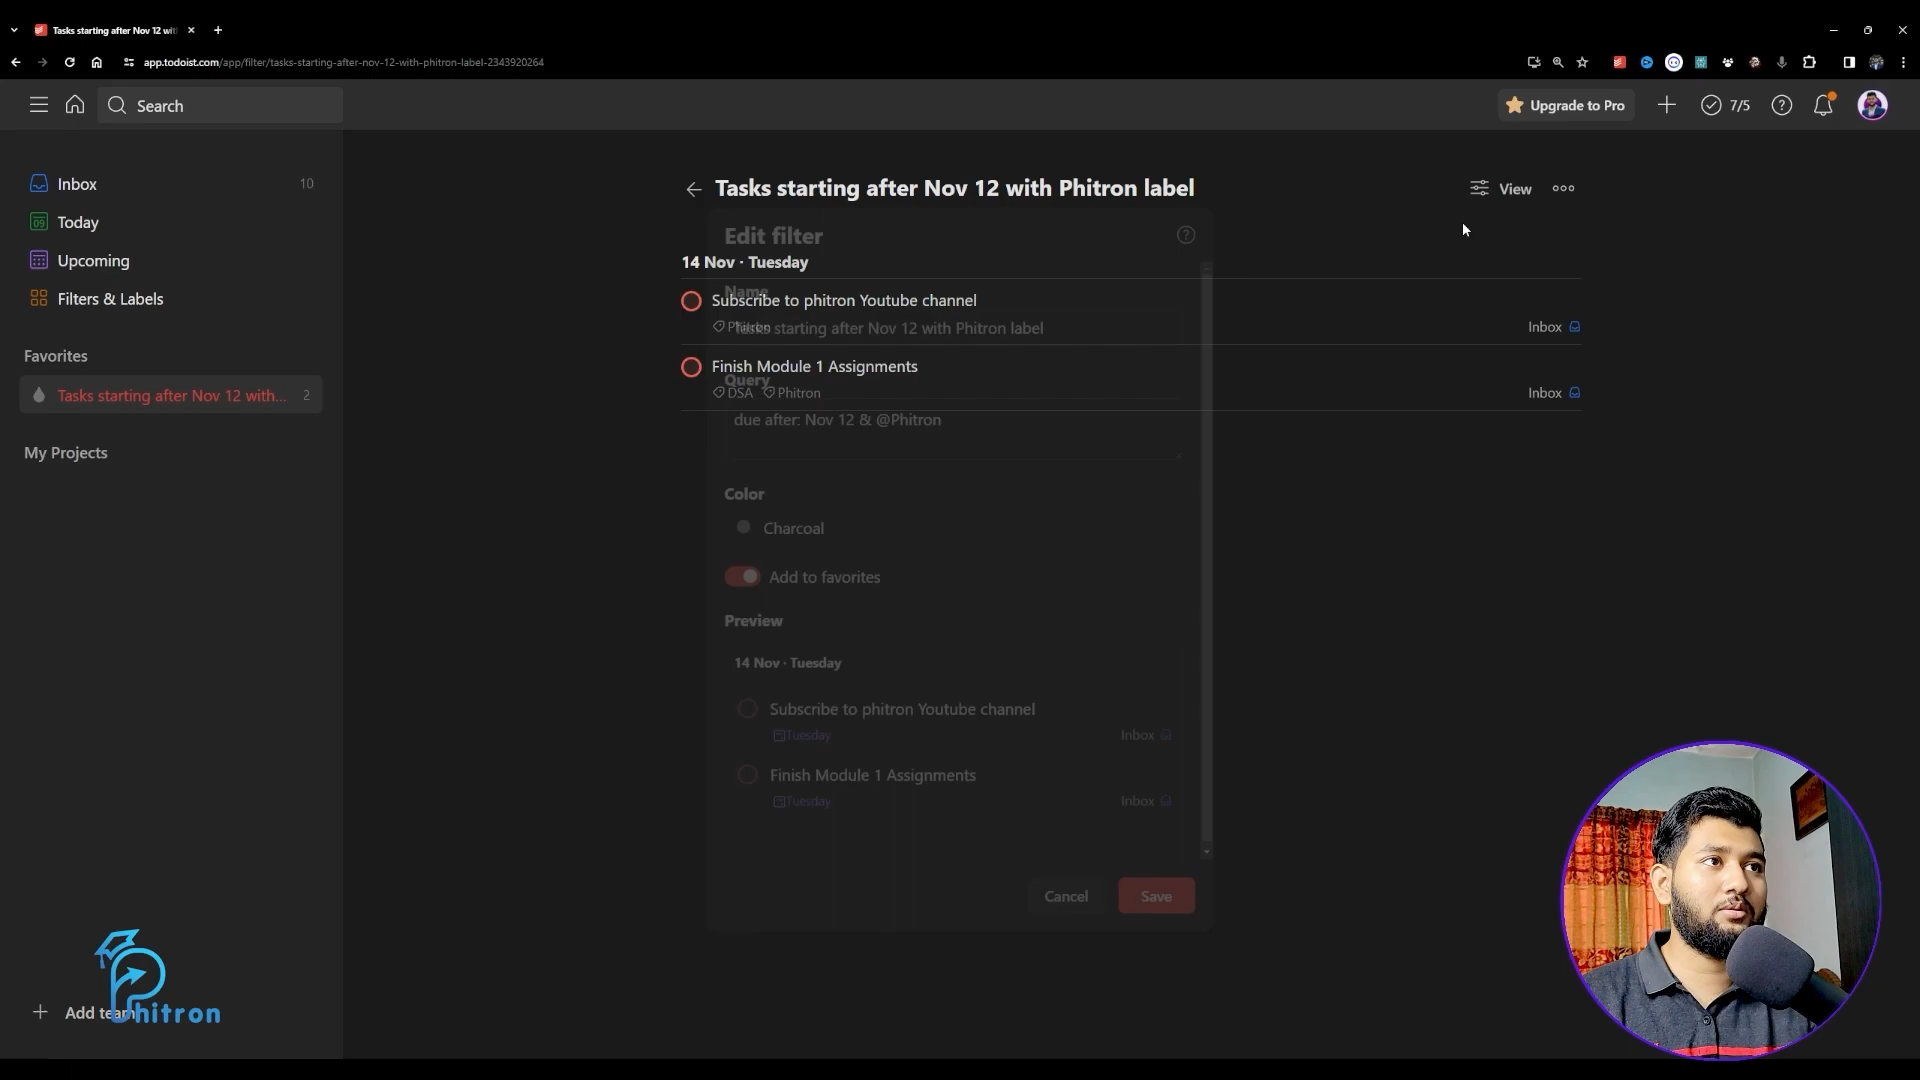 Tasks starting after Nov 12 wit
app.todoist.com/app/filter/tasks-starting-after-nov-12-with-phitron-label-2343920264
Search
Upgrade to Pro
7/5
Inbox 10
09 Today
Upcoming
Filters & Labels
Favorites
Tasks starting after Nov 12 with... 2
My Projects
Add team
Phitron
Tasks starting after Nov 12 with Phitron label
View
Edit filter
14 Nov · Tuesday
Name
Subscribe to phitron Youtube channel
Phitron Inbox
Tasks starting after Nov 12 with Phitron label
Finish Module 1 Assignments
Query
DSA Phitron Inbox
due after: Nov 12 & @Phitron
Color
Charcoal
Add to favorites
Preview
14 Nov · Tuesday
Subscribe to phitron Youtube channel
Tuesday Inbox
Finish Module 1 Assignments
Tuesday Inbox
Cancel Save